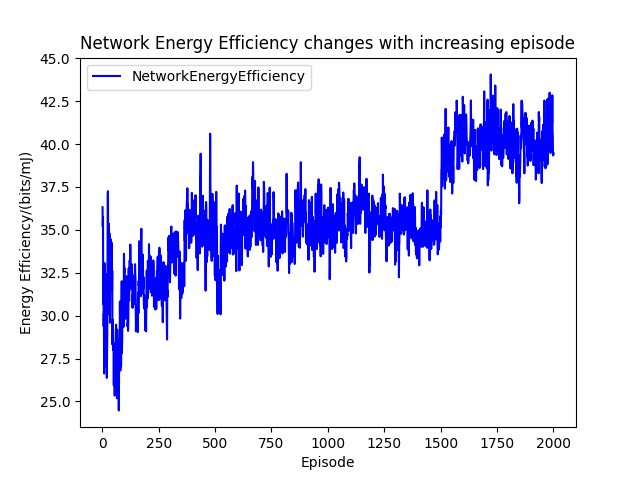 Network Energy Efficiency changes with increasing episode
NetworkEnergyEfficiency
Energy Efficiency/(bits/mJ)
45.0
42.5
40.0
37.5
35.0
32.5
30.0
27.5
25.0
0 250 500 750 1000 1250 1500 1750 2000
Episode